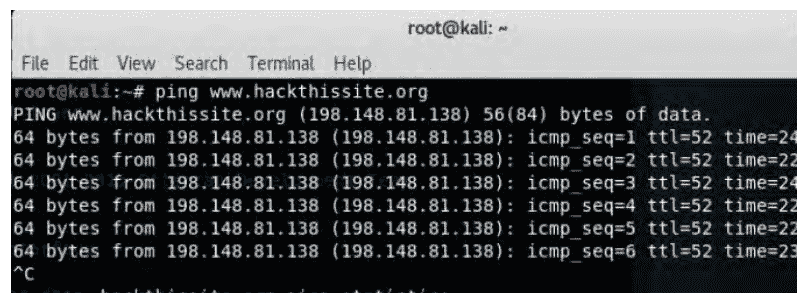 root@kali: ~
File Edit View Search Terminal Help
root@kali:~# ping www.hackthissite.org
PING www.hackthissite.org (198.148.81.138) 56(84) bytes of data.
64 bytes from 198.148.81.138 (198.148.81.138): icmp_seq=1 ttl=52 time=24
64 bytes from 198.148.81.138 (198.148.81.138): icmp_seq=2 ttl=52 time=22
64 bytes from 198.148.81.138 (198.148.81.138): icmp_seq=3 ttl=52 time=24
64 bytes from 198.148.81.138 (198.148.81.138): icmp_seq=4 ttl=52 time=22
64 bytes from 198.148.81.138 (198.148.81.138): icmp_seq=5 ttl=52 time=22
64 bytes from 198.148.81.138 (198.148.81.138): icmp_seq=6 ttl=52 time=23
^C